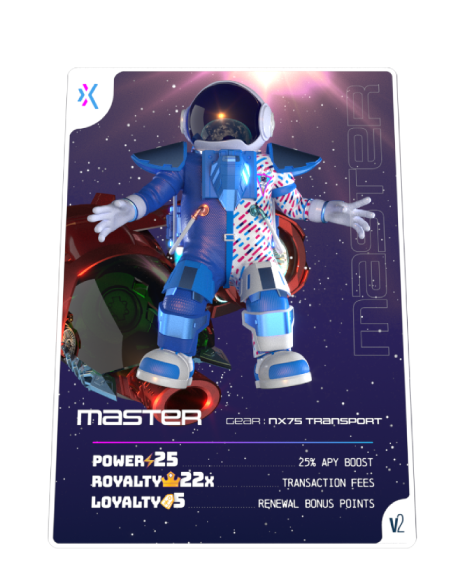 MASTER
MASTER GEAR : NX75 TRANSPORT
POWER⚡25 25% APY BOOST
ROYALTY👑22x TRANSACTION FEES
LOYALTY🏷️5 RENEWAL BONUS POINTS
V2